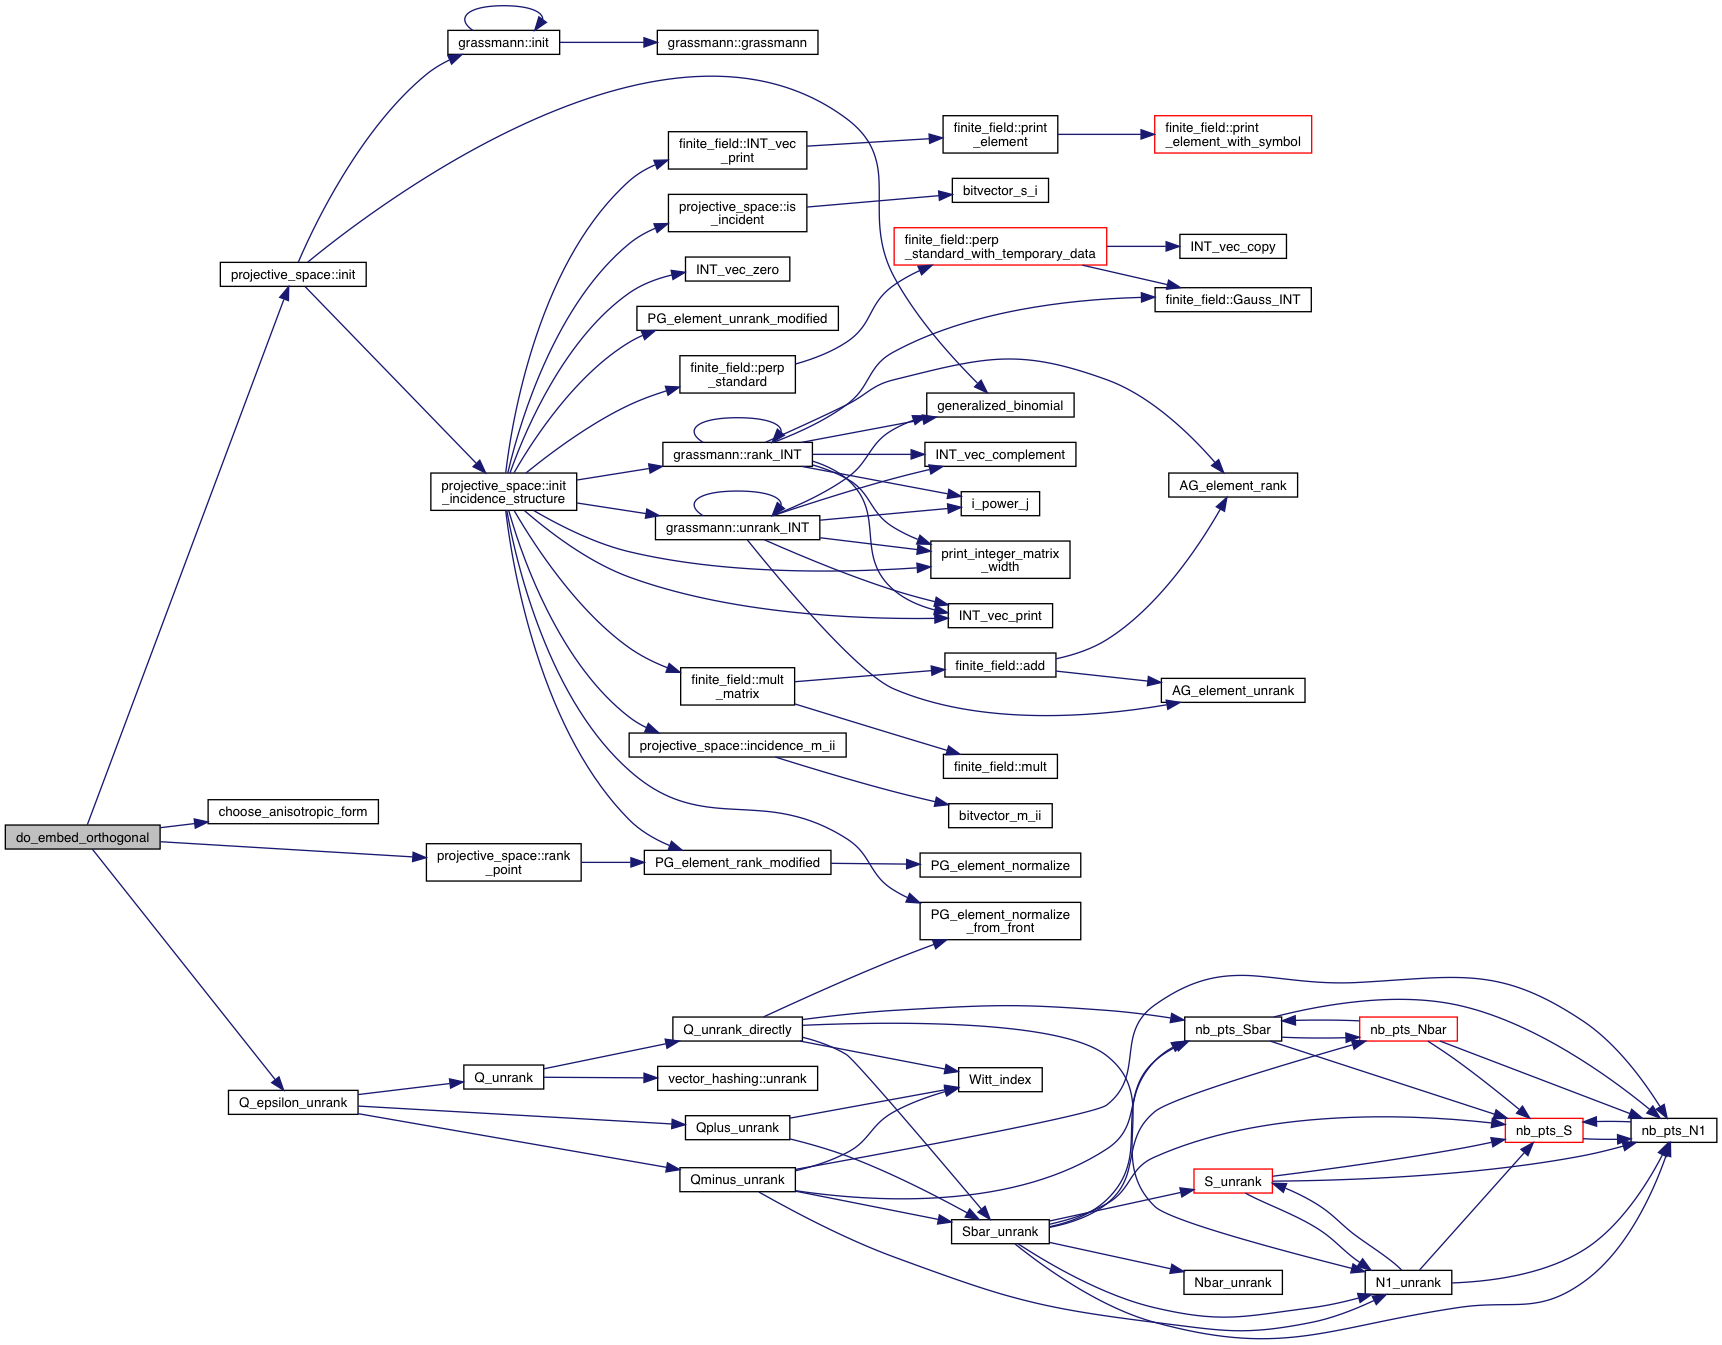 grassmann::init
grassmann::grassmann
finite_field::print
_element
finite_field::print
_element_with_symbol
finite_field::INT_vec
_print
bitvector_s_i
projective_space::is
_incident
finite_field::perp
_standard_with_temporary_data
INT_vec_copy
projective_space::init
INT_vec_zero
finite_field::Gauss_INT
PG_element_unrank_modified
finite_field::perp
_standard
generalized_binomial
grassmann::rank_INT
INT_vec_complement
AG_element_rank
projective_space::init
_incidence_structure
i_power_j
grassmann::unrank_INT
print_integer_matrix
_width
INT_vec_print
finite_field::add
finite_field::mult
_matrix
AG_element_unrank
projective_space::incidence_m_ii
finite_field::mult
choose_anisotropic_form
bitvector_m_ii
do_embed_orthogonal
projective_space::rank
_point
PG_element_rank_modified
PG_element_normalize
PG_element_normalize
_from_front
Q_unrank_directly
nb_pts_Sbar
nb_pts_Nbar
Q_unrank
vector_hashing::unrank
Witt_index
Q_epsilon_unrank
Qplus_unrank
nb_pts_S
nb_pts_N1
Qminus_unrank
S_unrank
Sbar_unrank
Nbar_unrank
N1_unrank